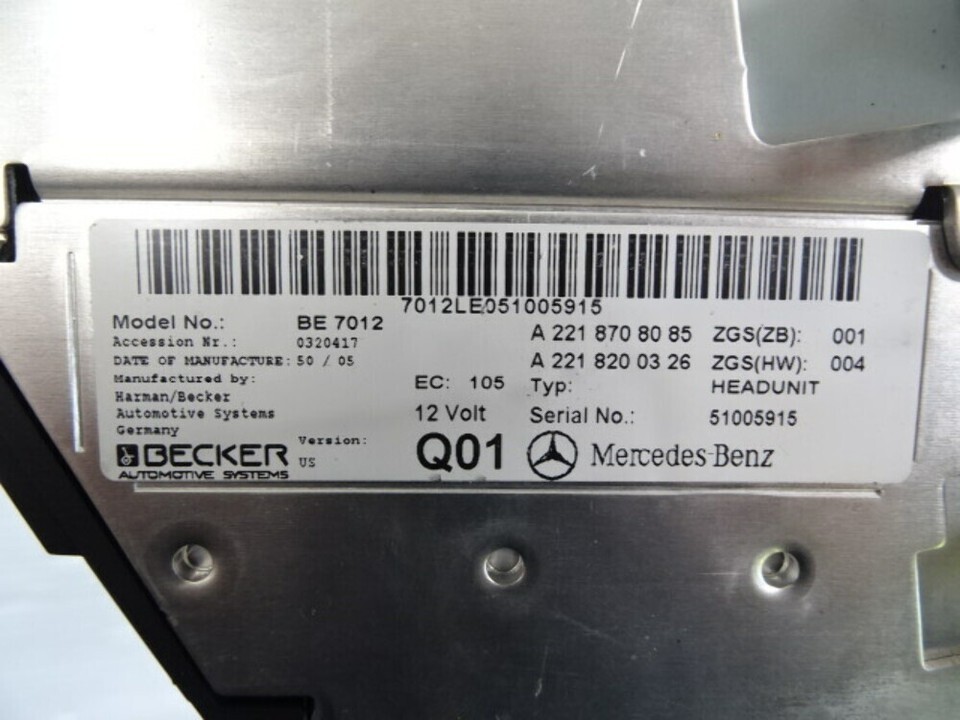 7012LE051005915
Model No.: BE 7012 A 221 870 80 85 ZGS(ZB): 001
Accession Nr.: 0320417
DATE OF MANUFACTURE: 50 / 05 A 221 820 03 26 ZGS(HW): 004
Manufactured by: EC: 105 Typ: HEADUNIT
Harman/Becker
Automotive Systems 12 Volt Serial No.: 51005915
Germany
Version:
BECKER US Q01 Mercedes-Benz
AUTOMOTIVE SYSTEMS